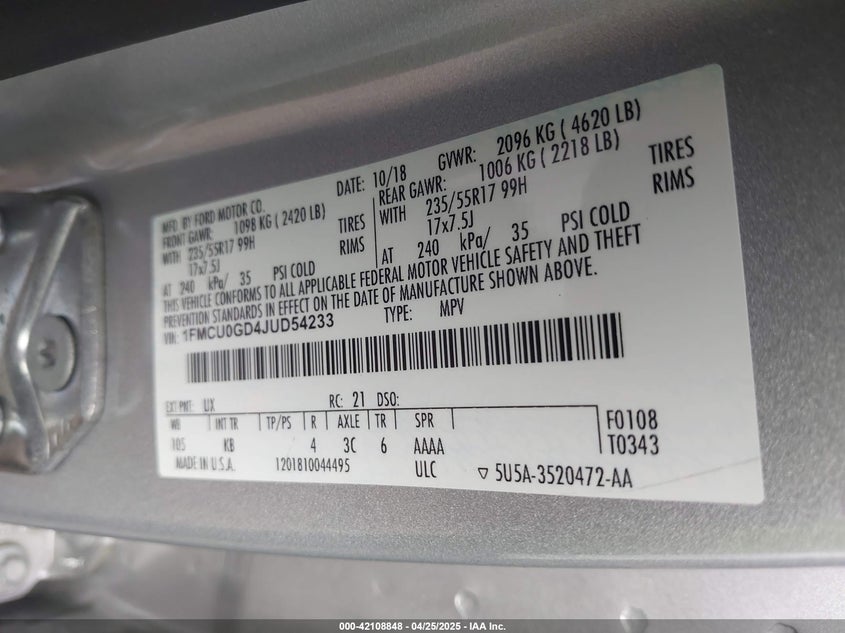 MFD. BY FORD MOTOR CO.
DATE: 10/18 GVWR: 2096 KG ( 4620 LB)
FRONT GAWR: 1098 KG ( 2420 LB)
REAR GAWR: 1006 KG ( 2218 LB)
WITH 235/55R17 99H TIRES
WITH 235/55R17 99H TIRES
17x7.5J RIMS
17x7.5J RIMS
AT 240 kPa/ 35 PSI COLD
AT 240 kPa/ 35 PSI COLD
THIS VEHICLE CONFORMS TO ALL APPLICABLE FEDERAL MOTOR VEHICLE SAFETY AND THEFT
PREVENTION STANDARDS IN EFFECT ON THE DATE OF MANUFACTURE SHOWN ABOVE.
VIN: 1FMCU0GD4JUD54233 TYPE: MPV
EXT PNT: UX RC: 21 DSO:
WB INT TR TP/PS R AXLE TR SPR F0108
105 KB 4 3C 6 AAAA T0343
MADE IN U.S.A. 1201810044495 ULC ▽ 5U5A-3520472-AA
000-42108848 - 04/25/2025 - IAA Inc.